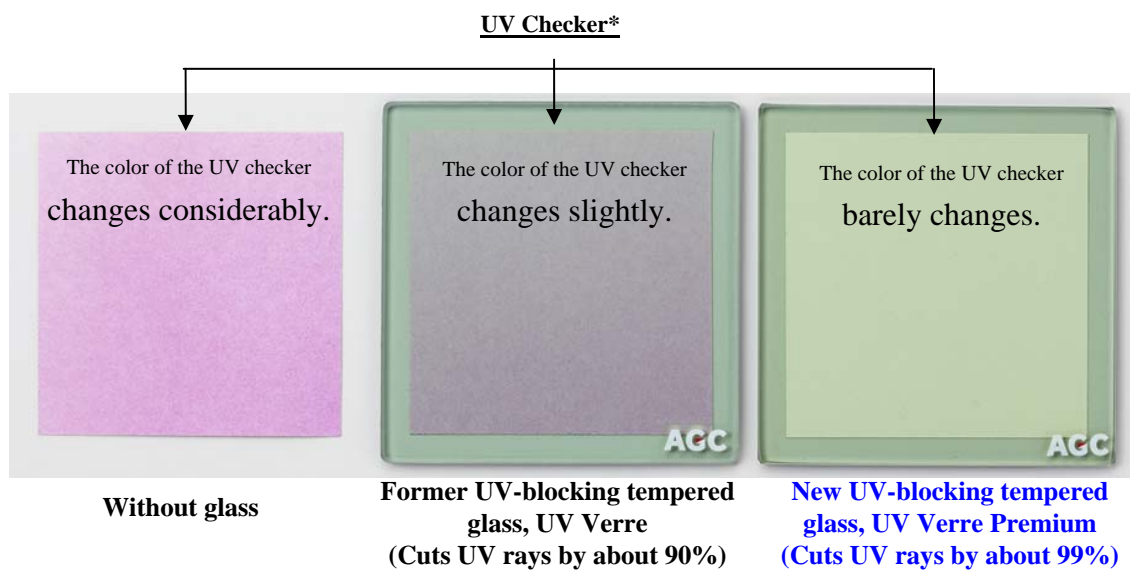 UV Checker*
The color of the UV checker
changes considerably.
The color of the UV checker
changes slightly.
The color of the UV checker
barely changes.
AGC
AGC
Without glass
Former UV-blocking tempered
glass, UV Verre
(Cuts UV rays by about 90%)
New UV-blocking tempered
glass, UV Verre Premium
(Cuts UV rays by about 99%)